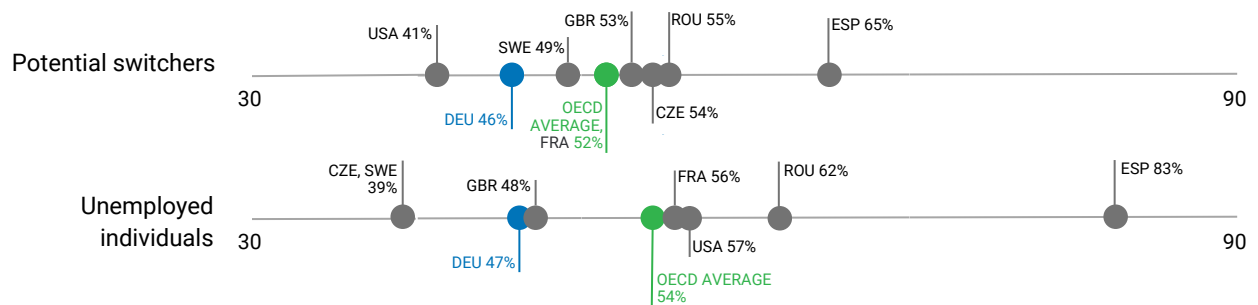 GBR 53%
ROU 55%
ESP 65%
USA 41%
SWE 49%
Potential switchers
30
90
DEU 46%
OECD
AVERAGE,
FRA 52%
CZE 54%
CZE, SWE
39%
GBR 48%
FRA 56%
ROU 62%
ESP 83%
Unemployed
individuals
30
90
DEU 47%
USA 57%
OECD AVERAGE
54%